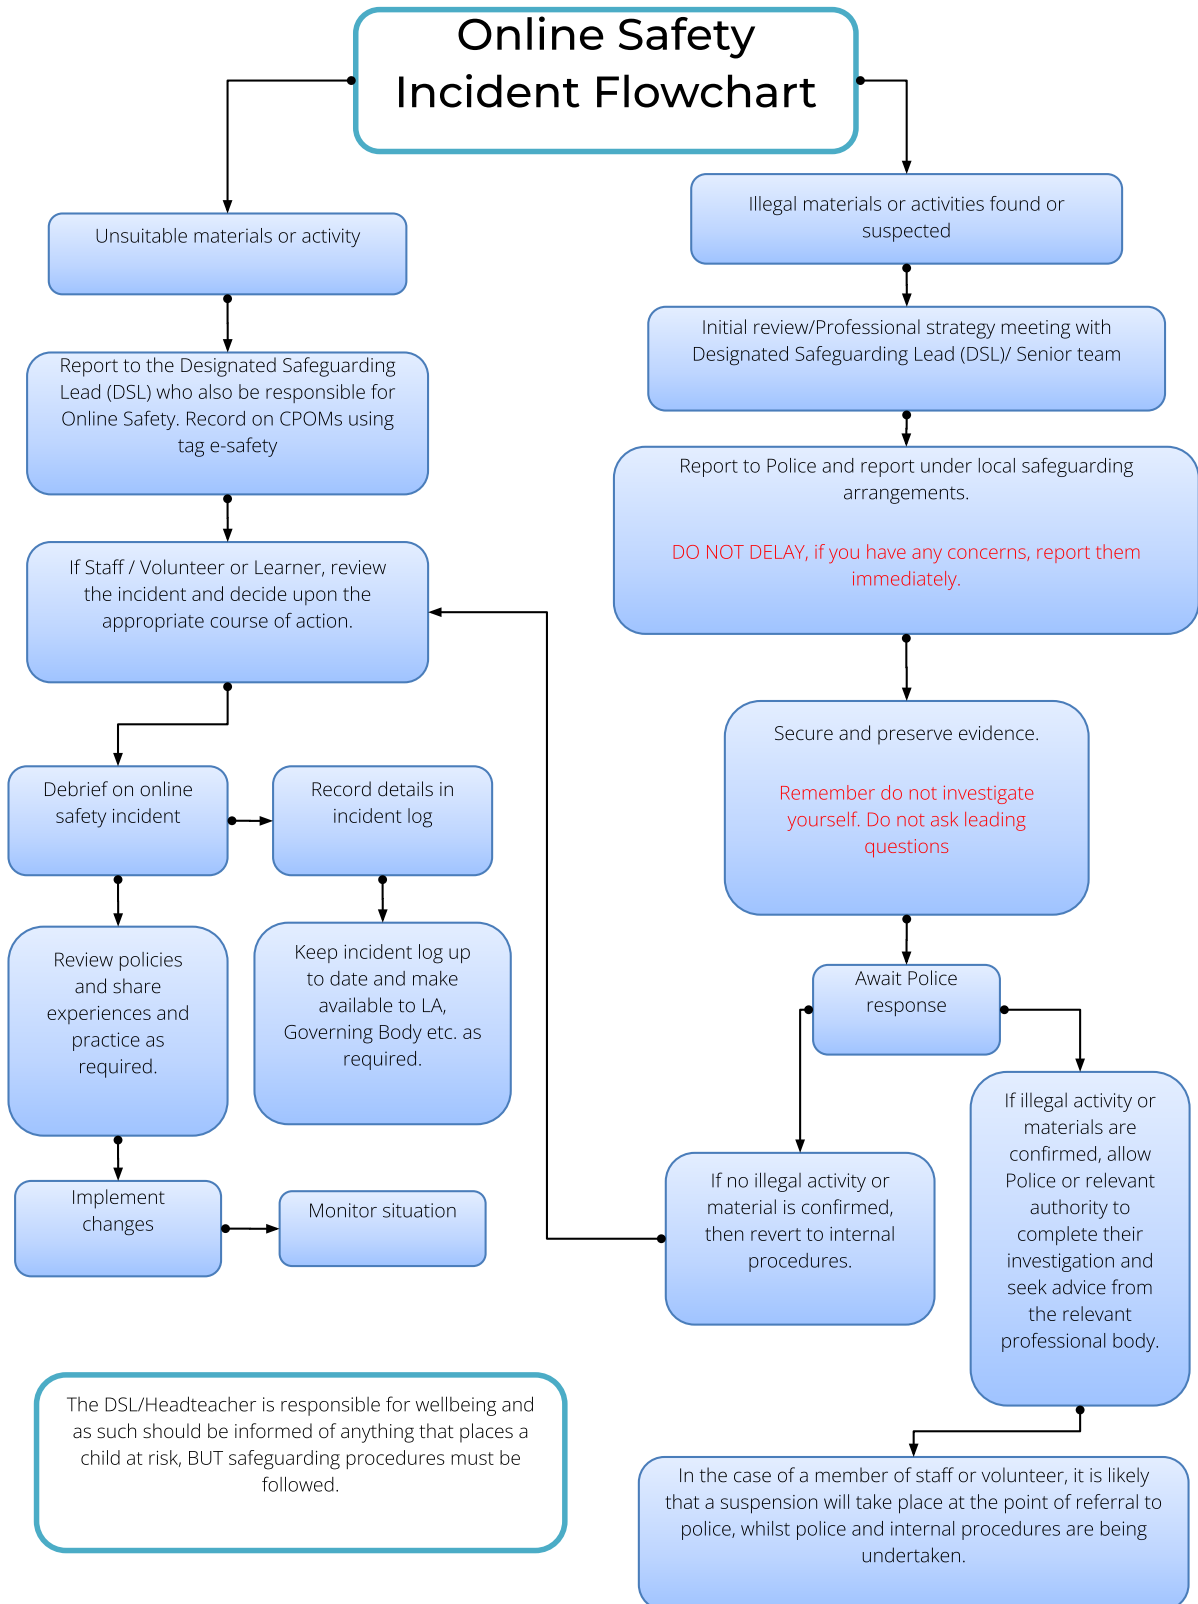 Online Safety
Incident Flowchart
Unsuitable materials or activity
Report to the Designated Safeguarding
Lead (DSL) who also be responsible for
Online Safety. Record on CPOMs using
tag e-safety
If Staff / Volunteer or Learner, review
the incident and decide upon the
appropriate course of action.
Debrief on online
safety incident
Record details in
incident log
Review policies
and share
experiences and
practice as
required.
Keep incident log up
to date and make
available to LA,
Governing Body etc. as
required.
Implement
changes
Monitor situation
The DSL/Headteacher is responsible for wellbeing and
as such should be informed of anything that places a
child at risk, BUT safeguarding procedures must be
followed.
Illegal materials or activities found or
suspected
Initial review/Professional strategy meeting with
Designated Safeguarding Lead (DSL)/ Senior team
Report to Police and report under local safeguarding
arrangements.
DO NOT DELAY, if you have any concerns, report them
immediately.
Secure and preserve evidence.
Remember do not investigate
yourself. Do not ask leading
questions
Await Police
response
If no illegal activity or
material is confirmed,
then revert to internal
procedures.
If illegal activity or
materials are
confirmed, allow
Police or relevant
authority to
complete their
investigation and
seek advice from
the relevant
professional body.
In the case of a member of staff or volunteer, it is likely
that a suspension will take place at the point of referral to
police, whilst police and internal procedures are being
undertaken.